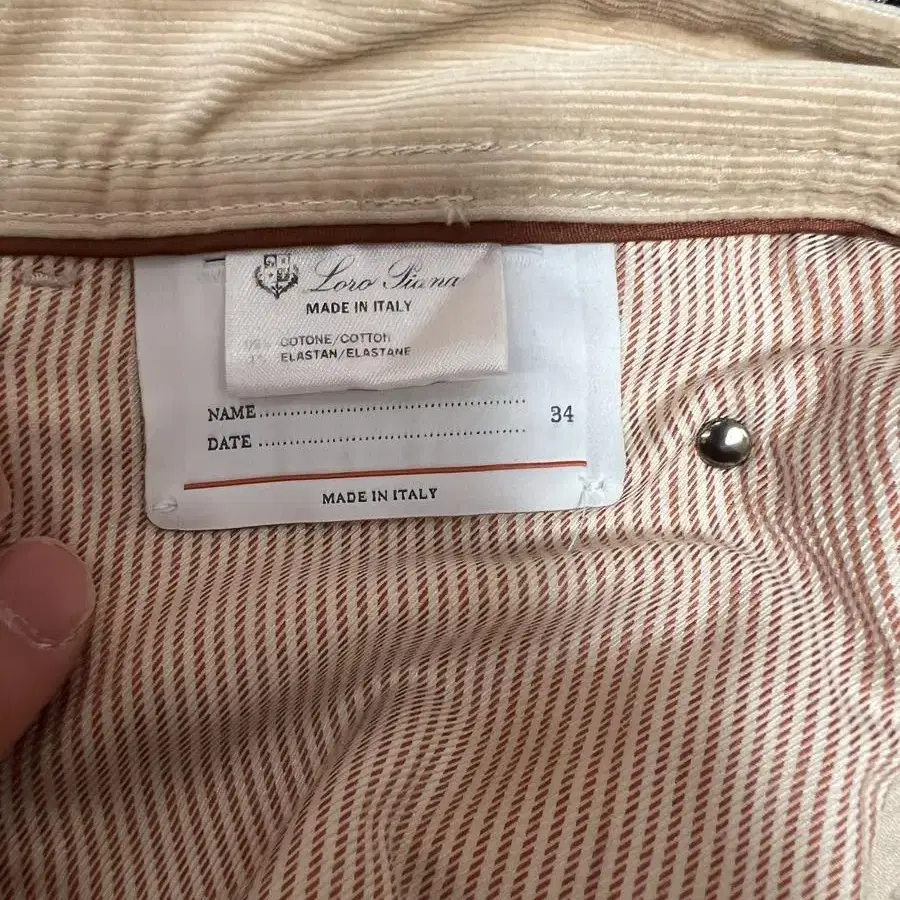 Loro Piana
MADE IN ITALY
COTONE/COTTON
ELASTAN/ELASTANE
NAME
34
DATE
MADE IN ITALY